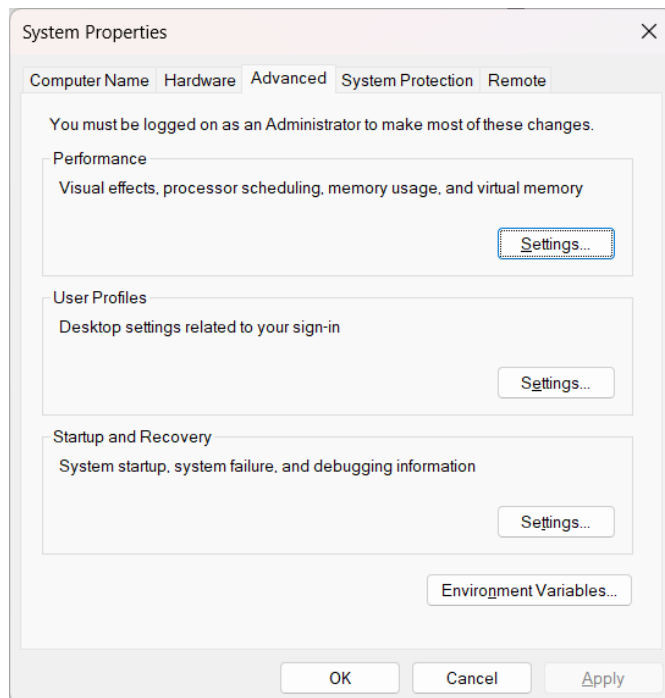 System Properties
Computer Name
Hardware
Advanced
System Protection
Remote
You must be logged on as an Administrator to make most of these changes.
Performance
Visual effects, processor scheduling, memory usage, and virtual memory
Settings...
User Profiles
Desktop settings related to your sign-in
Settings...
Startup and Recovery
System startup, system failure, and debugging information
Settings...
Environment Variables...
OK
Cancel
Apply